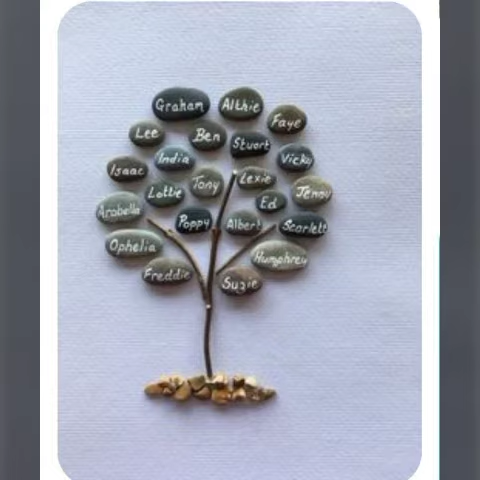 Graham
Althie
Faye
Lee
Ben
Stuart
Vicky
India
Isaac
Lexie
Tony
Lottie
Jenny
Ed
Arabella
Poppy
Albert
Scarlett
Ophelia
Humphrey
Freddie
Suzie